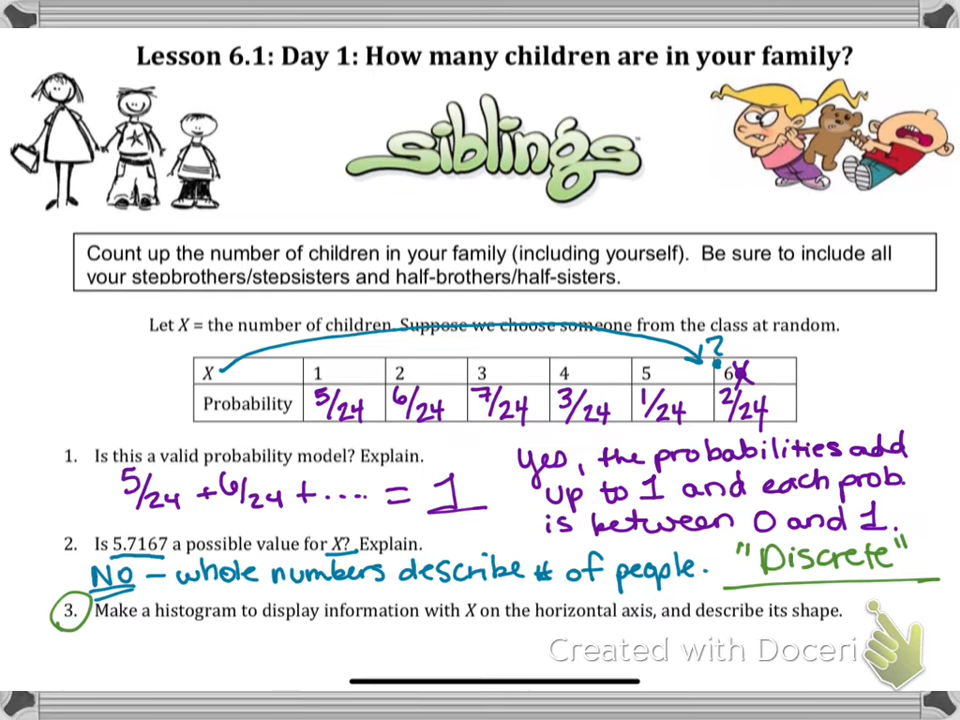 Lesson 6.1: Day 1: How many children are in your family?
siblings™
Count up the number of children in your family (including yourself). Be sure to include all
your stepbrothers/stepsisters and half-brothers/half-sisters.
Let X = the number of children. Suppose we choose someone from the class at random.
?
X 1 2 3 4 5 6
Probability 5/24 6/24 7/24 3/24 1/24 2/24
1. Is this a valid probability model? Explain.
5/24 + 6/24 + .... = 1
Yes, the probabilities add
up to 1 and each prob.
is between 0 and 1.
2. Is 5.7167 a possible value for X? Explain.
NO – whole numbers describe # of people.
"Discrete"
3. Make a histogram to display information with X on the horizontal axis, and describe its shape.
Created with Doceri